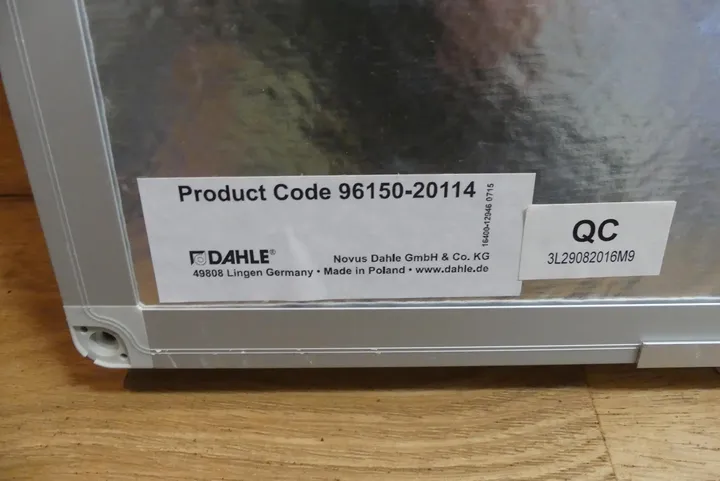 Product Code 96150-20114
DAHLE®
Novus Dahle GmbH & Co. KG
49808 Lingen Germany • Made in Poland • www.dahle.de
16400-12946 0715
QC
3L29082016M9